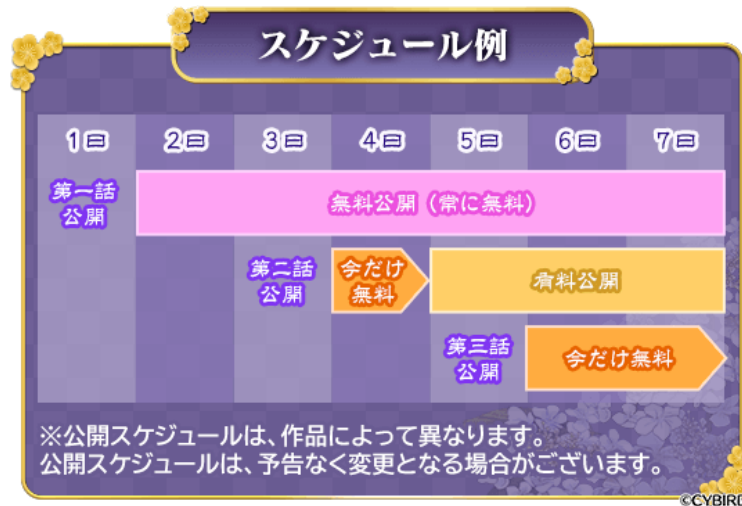 スケジュール例
1日 2日 3日 4日 5日 6日 7日
第一話
公開
無料公開（常に無料）
第二話
公開
今だけ
無料
有料公開
第三話
公開
今だけ無料
※公開スケジュールは、作品によって異なります。
公開スケジュールは、予告なく変更となる場合がございます。
©CYBIRD